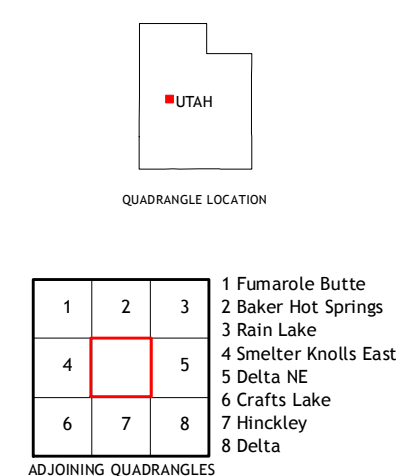 UTAH
QUADRANGLE LOCATION
1 2 3
4 5
6 7 8
1 Fumarole Butte
2 Baker Hot Springs
3 Rain Lake
4 Smelter Knolls East
5 Delta NE
6 Crafts Lake
7 Hinckley
8 Delta
ADJOINING QUADRANGLES